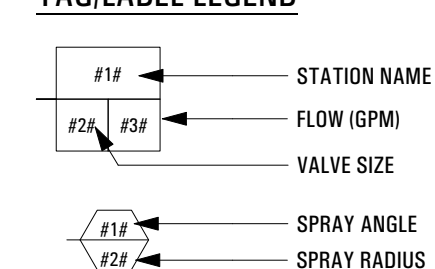 TAG/LABEL LEGEND
#1# STATION NAME
#2# #3# FLOW (GPM)
VALVE SIZE
#1# SPRAY ANGLE
#2# SPRAY RADIUS